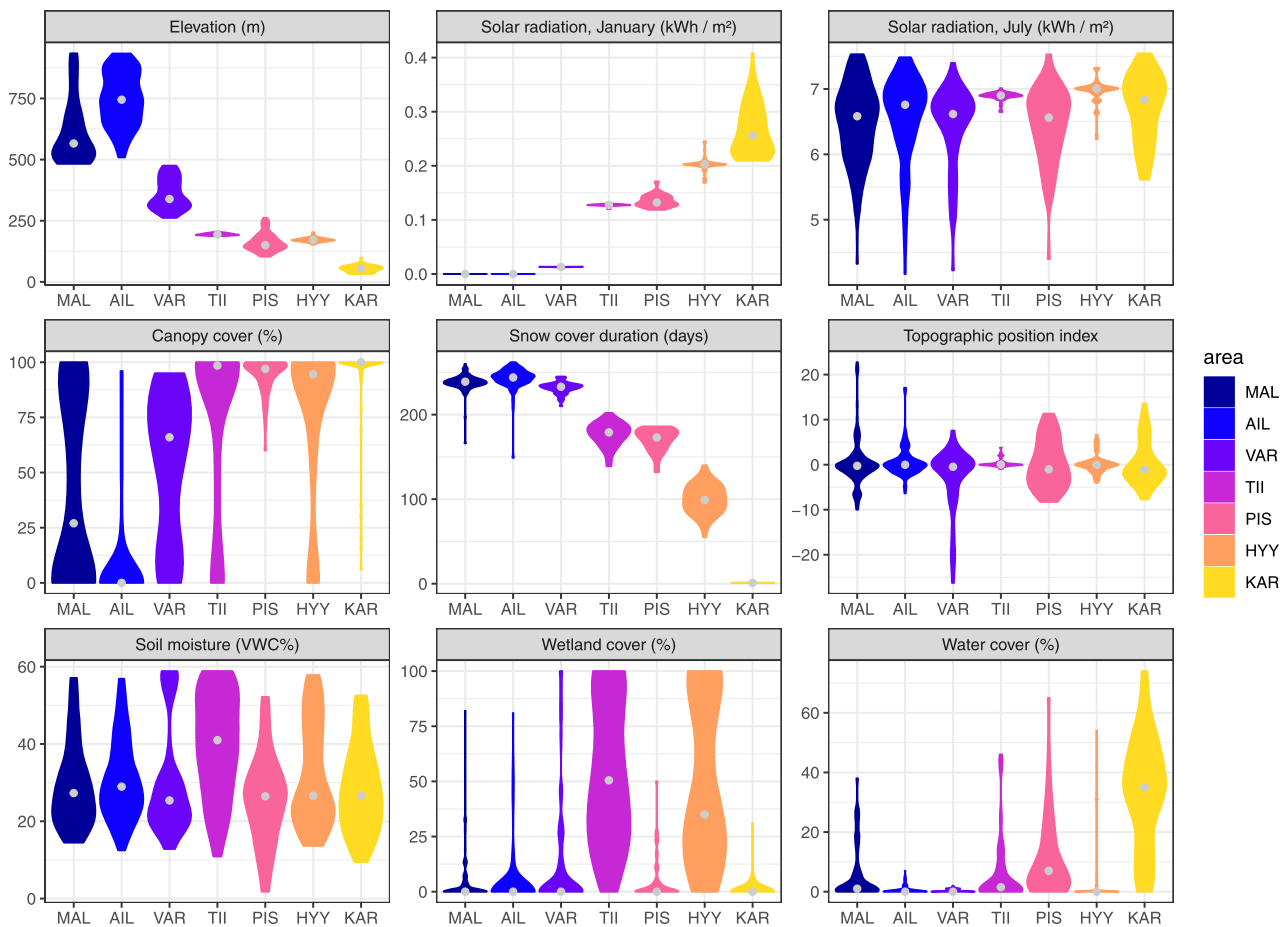 Elevation (m)
Solar radiation, January (kWh / m²)
Solar radiation, July (kWh / m²)
750
500
250
0
MAL AIL VAR TII PIS HYY KAR
0.4
0.3
0.2
0.1
0.0
MAL AIL VAR TII PIS HYY KAR
7
6
5
MAL AIL VAR TII PIS HYY KAR
Canopy cover (%)
Snow cover duration (days)
Topographic position index
100
75
50
25
0
MAL AIL VAR TII PIS HYY KAR
200
100
0
MAL AIL VAR TII PIS HYY KAR
20
10
0
−10
−20
MAL AIL VAR TII PIS HYY KAR
area
MAL
AIL
VAR
TII
PIS
HYY
KAR
Soil moisture (VWC%)
Wetland cover (%)
Water cover (%)
60
40
20
0
MAL AIL VAR TII PIS HYY KAR
100
75
50
25
0
MAL AIL VAR TII PIS HYY KAR
60
40
20
0
MAL AIL VAR TII PIS HYY KAR